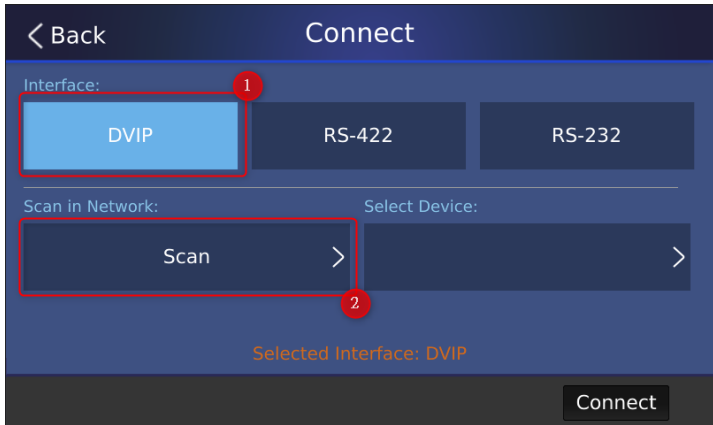 Back Connect
Interface: 1
DVIP RS-422 RS-232
Scan in Network: Select Device:
Scan
2
Selected Interface: DVIP
Connect